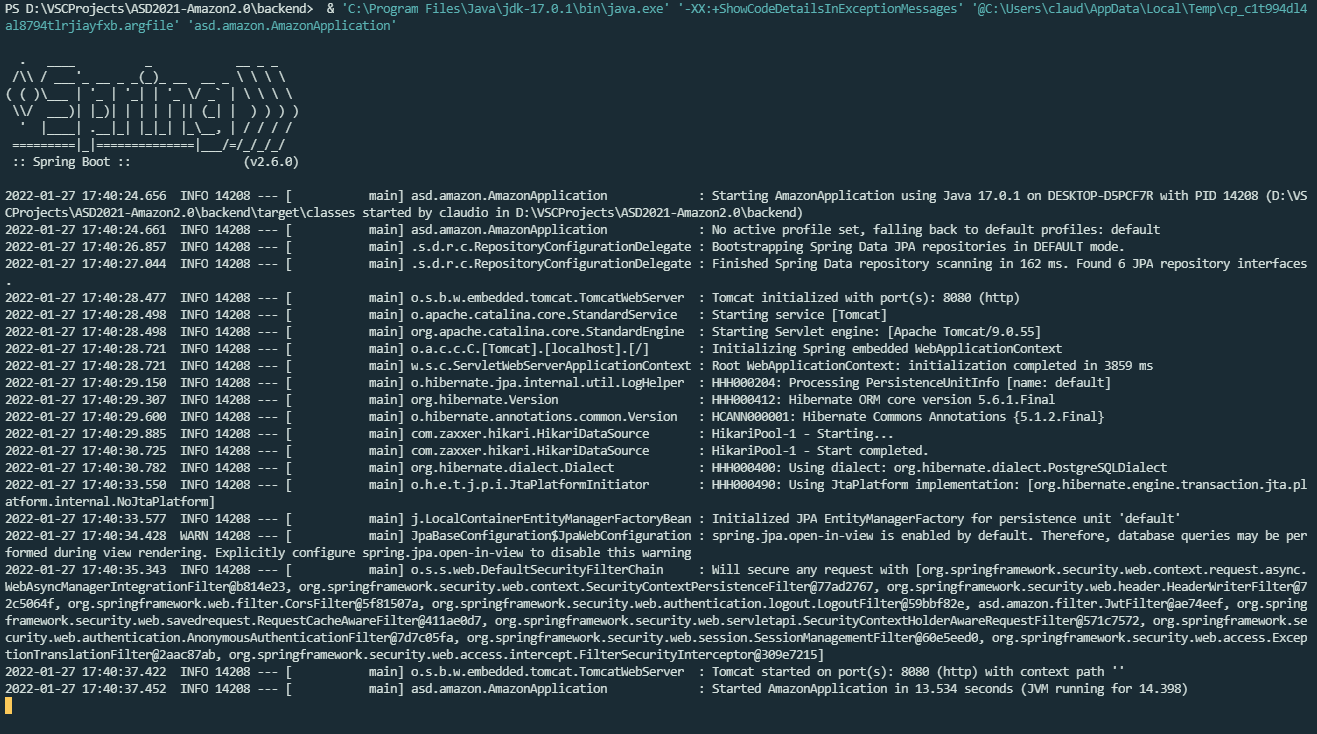 PS D:\VSCProjects\ASD2021-Amazon2.0\backend>  & 'C:\Program Files\Java\jdk-17.0.1\bin\java.exe' '-XX:+ShowCodeDetailsInExceptionMessages' '@C:\Users\claud\AppData\Local\Temp\cp_c1t994dl4
al8794tlrjiayfxb.argfile' 'asd.amazon.AmazonApplication'
  .   ____          _            __ _ _
 /\\ / ___'_ __ _ _(_)_ __  __ _ \ \ \ \
( ( )\___ | '_ | '_| | '_ \/ _` | \ \ \ \
 \\/  ___)| |_)| | | | | || (_| |  ) ) ) )
  '  |____| .__|_| |_|_| |_\__, | / / / /
 =========|_|==============|___/=/_/_/_/
 :: Spring Boot ::                (v2.6.0)
2022-01-27 17:40:24.656  INFO 14208 --- [           main] asd.amazon.AmazonApplication             : Starting AmazonApplication using Java 17.0.1 on DESKTOP-D5PCF7R with PID 14208 (D:\VS
CProjects\ASD2021-Amazon2.0\backend\target\classes started by claudio in D:\VSCProjects\ASD2021-Amazon2.0\backend)
2022-01-27 17:40:24.661  INFO 14208 --- [           main] asd.amazon.AmazonApplication             : No active profile set, falling back to default profiles: default
2022-01-27 17:40:26.857  INFO 14208 --- [           main] .s.d.r.c.RepositoryConfigurationDelegate : Bootstrapping Spring Data JPA repositories in DEFAULT mode.
2022-01-27 17:40:27.044  INFO 14208 --- [           main] .s.d.r.c.RepositoryConfigurationDelegate : Finished Spring Data repository scanning in 162 ms. Found 6 JPA repository interfaces
.
2022-01-27 17:40:28.477  INFO 14208 --- [           main] o.s.b.w.embedded.tomcat.TomcatWebServer  : Tomcat initialized with port(s): 8080 (http)
2022-01-27 17:40:28.498  INFO 14208 --- [           main] o.apache.catalina.core.StandardService   : Starting service [Tomcat]
2022-01-27 17:40:28.498  INFO 14208 --- [           main] org.apache.catalina.core.StandardEngine  : Starting Servlet engine: [Apache Tomcat/9.0.55]
2022-01-27 17:40:28.721  INFO 14208 --- [           main] o.a.c.c.C.[Tomcat].[localhost].[/]       : Initializing Spring embedded WebApplicationContext
2022-01-27 17:40:28.721  INFO 14208 --- [           main] w.s.c.ServletWebServerApplicationContext : Root WebApplicationContext: initialization completed in 3859 ms
2022-01-27 17:40:29.150  INFO 14208 --- [           main] o.hibernate.jpa.internal.util.LogHelper  : HHH000204: Processing PersistenceUnitInfo [name: default]
2022-01-27 17:40:29.307  INFO 14208 --- [           main] org.hibernate.Version                    : HHH000412: Hibernate ORM core version 5.6.1.Final
2022-01-27 17:40:29.600  INFO 14208 --- [           main] o.hibernate.annotations.common.Version   : HCANN000001: Hibernate Commons Annotations {5.1.2.Final}
2022-01-27 17:40:29.885  INFO 14208 --- [           main] com.zaxxer.hikari.HikariDataSource       : HikariPool-1 - Starting...
2022-01-27 17:40:30.725  INFO 14208 --- [           main] com.zaxxer.hikari.HikariDataSource       : HikariPool-1 - Start completed.
2022-01-27 17:40:30.782  INFO 14208 --- [           main] org.hibernate.dialect.Dialect            : HHH000400: Using dialect: org.hibernate.dialect.PostgreSQLDialect
2022-01-27 17:40:33.550  INFO 14208 --- [           main] o.h.e.t.j.p.i.JtaPlatformInitiator       : HHH000490: Using JtaPlatform implementation: [org.hibernate.engine.transaction.jta.pl
atform.internal.NoJtaPlatform]
2022-01-27 17:40:33.577  INFO 14208 --- [           main] j.LocalContainerEntityManagerFactoryBean : Initialized JPA EntityManagerFactory for persistence unit 'default'
2022-01-27 17:40:34.428  WARN 14208 --- [           main] JpaBaseConfiguration$JpaWebConfiguration : spring.jpa.open-in-view is enabled by default. Therefore, database queries may be per
formed during view rendering. Explicitly configure spring.jpa.open-in-view to disable this warning
2022-01-27 17:40:35.343  INFO 14208 --- [           main] o.s.s.web.DefaultSecurityFilterChain     : Will secure any request with [org.springframework.security.web.context.request.async.
WebAsyncManagerIntegrationFilter@b814e23, org.springframework.security.web.context.SecurityContextPersistenceFilter@77ad2767, org.springframework.security.web.header.HeaderWriterFilter@7
2c5064f, org.springframework.web.filter.CorsFilter@5f81507a, org.springframework.security.web.authentication.logout.LogoutFilter@59bbf82e, asd.amazon.filter.JwtFilter@ae74eef, org.spring
framework.security.web.savedrequest.RequestCacheAwareFilter@411ae0d7, org.springframework.security.web.servletapi.SecurityContextHolderAwareRequestFilter@571c7572, org.springframework.se
curity.web.authentication.AnonymousAuthenticationFilter@7d7c05fa, org.springframework.security.web.session.SessionManagementFilter@60e5eed0, org.springframework.security.web.access.Excep
tionTranslationFilter@2aac87ab, org.springframework.security.web.access.intercept.FilterSecurityInterceptor@309e7215]
2022-01-27 17:40:37.422  INFO 14208 --- [           main] o.s.b.w.embedded.tomcat.TomcatWebServer  : Tomcat started on port(s): 8080 (http) with context path ''
2022-01-27 17:40:37.452  INFO 14208 --- [           main] asd.amazon.AmazonApplication             : Started AmazonApplication in 13.534 seconds (JVM running for 14.398)